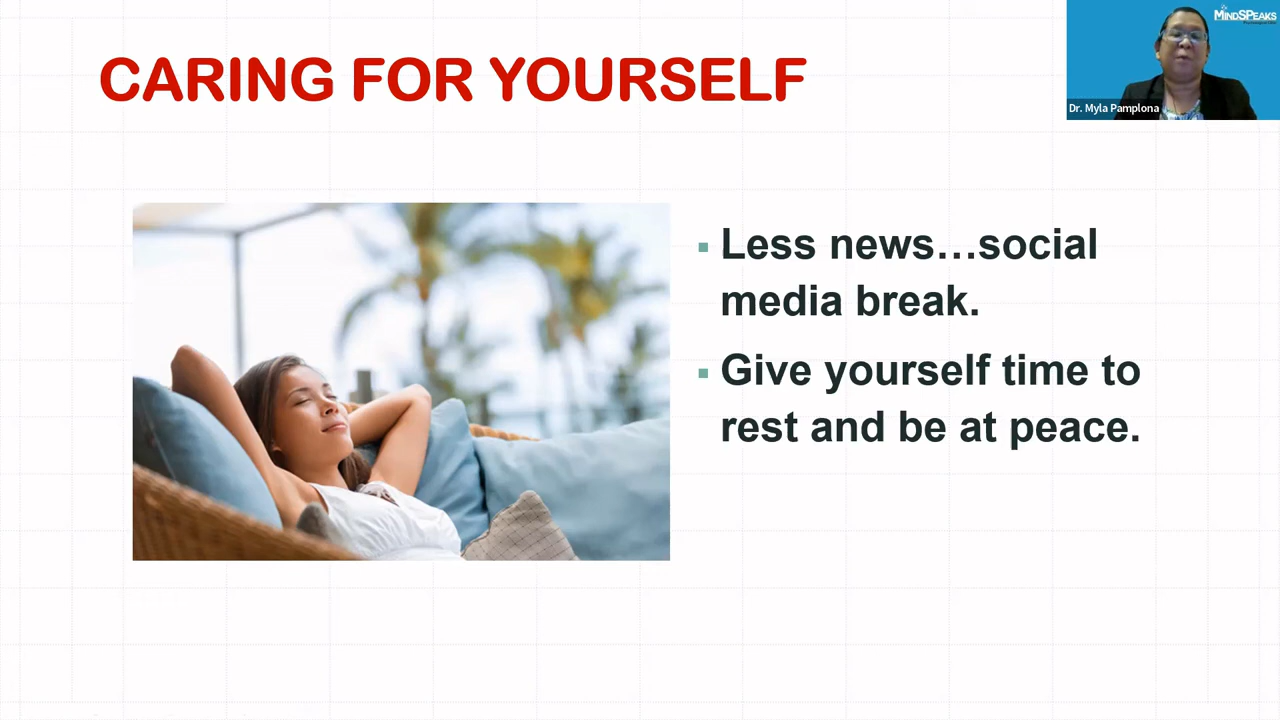 CARING FOR YOURSELF
MINDSPEAKS
Dr. Myla Pamplona
Less news…social
media break.
Give yourself time to
rest and be at peace.